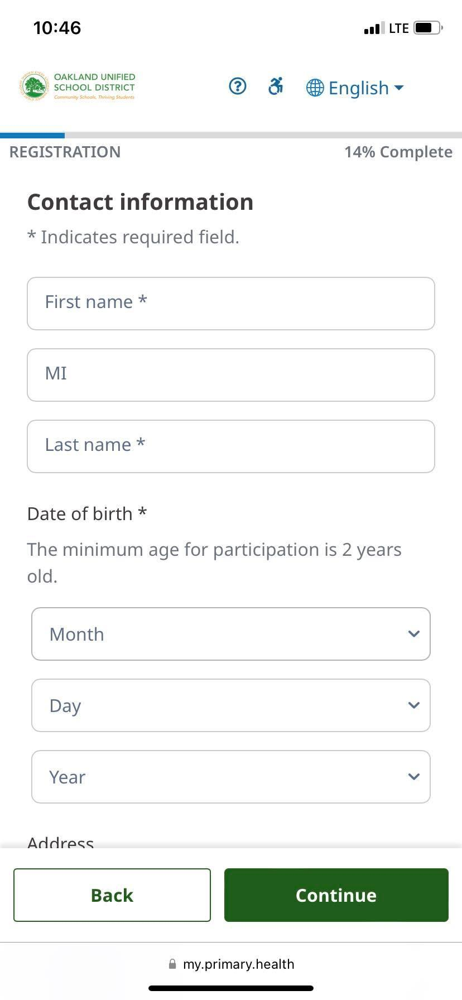 10:46
LTE
OAKLAND UNIFIED
SCHOOL DISTRICT
Community Schools, Thriving Students
English
REGISTRATION
14% Complete
Contact information
* Indicates required field.
First name *
MI
Last name *
Date of birth *
The minimum age for participation is 2 years
old.
Month
Day
Year
Address
Back
Continue
my.primary.health